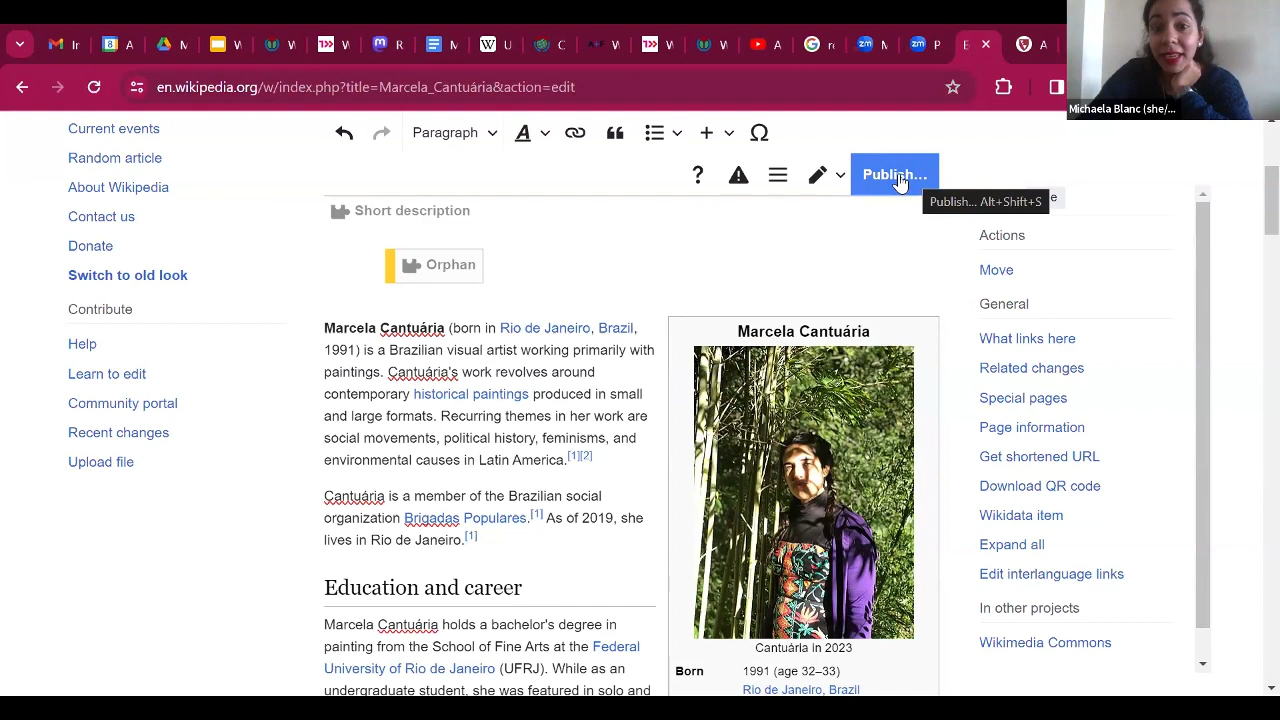 Michaela Blanc (she/...
en.wikipedia.org/w/index.php?title=Marcela_Cantuária&action=edit
Current events
Random article
About Wikipedia
Contact us
Donate
Switch to old look
Contribute
Help
Learn to edit
Community portal
Recent changes
Upload file
Paragraph
Publish...
Publish... Alt+Shift+S
Short description
Orphan
Marcela Cantuária (born in Rio de Janeiro, Brazil,
1991) is a Brazilian visual artist working primarily with
paintings. Cantuária's work revolves around
contemporary historical paintings produced in small
and large formats. Recurring themes in her work are
social movements, political history, feminisms, and
environmental causes in Latin America.[1][2]
Cantuária is a member of the Brazilian social
organization Brigadas Populares.[1] As of 2019, she
lives in Rio de Janeiro.[1]
Education and career
Marcela Cantuária holds a bachelor's degree in
painting from the School of Fine Arts at the Federal
University of Rio de Janeiro (UFRJ). While as an
undergraduate student, she was featured in solo and
Marcela Cantuária
Cantuária in 2023
Born 1991 (age 32–33)
Rio de Janeiro, Brazil
Actions
Move
General
What links here
Related changes
Special pages
Page information
Get shortened URL
Download QR code
Wikidata item
Expand all
Edit interlanguage links
In other projects
Wikimedia Commons